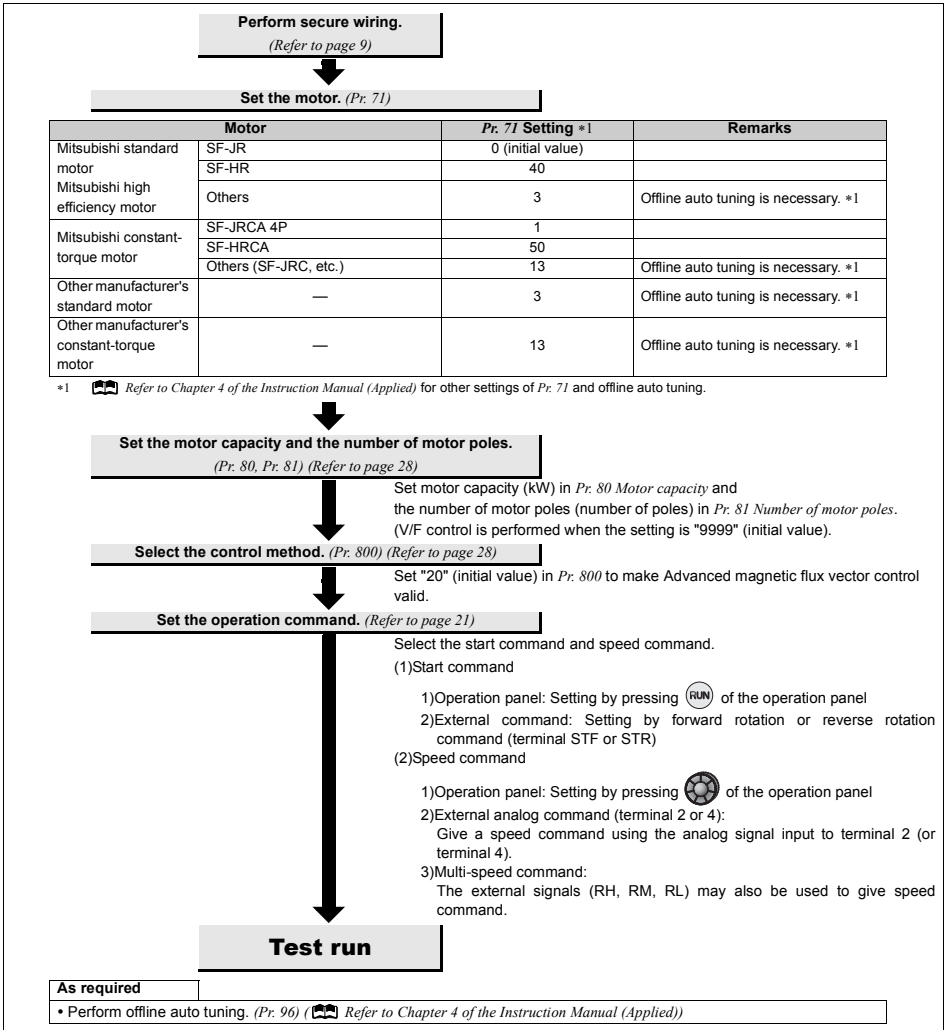 Perform secure wiring.
(Refer to page 9)
Set the motor. (Pr. 71)
Motor Pr. 71 Setting *1 Remarks
Mitsubishi standard motor
Mitsubishi high efficiency motor
SF-JR 0 (initial value)
SF-HR 40
Others 3 Offline auto tuning is necessary. *1
Mitsubishi constant-torque motor
SF-JRCA 4P 1
SF-HRCA 50
Others (SF-JRC, etc.) 13 Offline auto tuning is necessary. *1
Other manufacturer's standard motor — 3 Offline auto tuning is necessary. *1
Other manufacturer's constant-torque motor — 13 Offline auto tuning is necessary. *1
*1 Refer to Chapter 4 of the Instruction Manual (Applied) for other settings of Pr. 71 and offline auto tuning.
Set the motor capacity and the number of motor poles.
(Pr. 80, Pr. 81) (Refer to page 28)
Set motor capacity (kW) in Pr. 80 Motor capacity and
the number of motor poles (number of poles) in Pr. 81 Number of motor poles.
(V/F control is performed when the setting is "9999" (initial value).
Select the control method. (Pr. 800) (Refer to page 28)
Set "20" (initial value) in Pr. 800 to make Advanced magnetic flux vector control
valid.
Set the operation command. (Refer to page 21)
Select the start command and speed command.
(1)Start command
1)Operation panel: Setting by pressing RUN of the operation panel
2)External command: Setting by forward rotation or reverse rotation
command (terminal STF or STR)
(2)Speed command
1)Operation panel: Setting by pressing of the operation panel
2)External analog command (terminal 2 or 4):
Give a speed command using the analog signal input to terminal 2 (or
terminal 4).
3)Multi-speed command:
The external signals (RH, RM, RL) may also be used to give speed
command.
Test run
As required
• Perform offline auto tuning. (Pr. 96) ( Refer to Chapter 4 of the Instruction Manual (Applied))